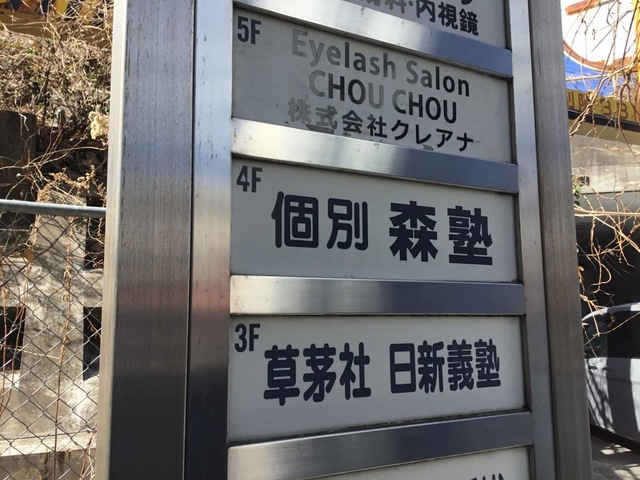 科・内視鏡
5F
Eyelash Salon
CHOU CHOU
株式会社クレアナ
4F
個別 森塾
3F
草茅社 日新義塾